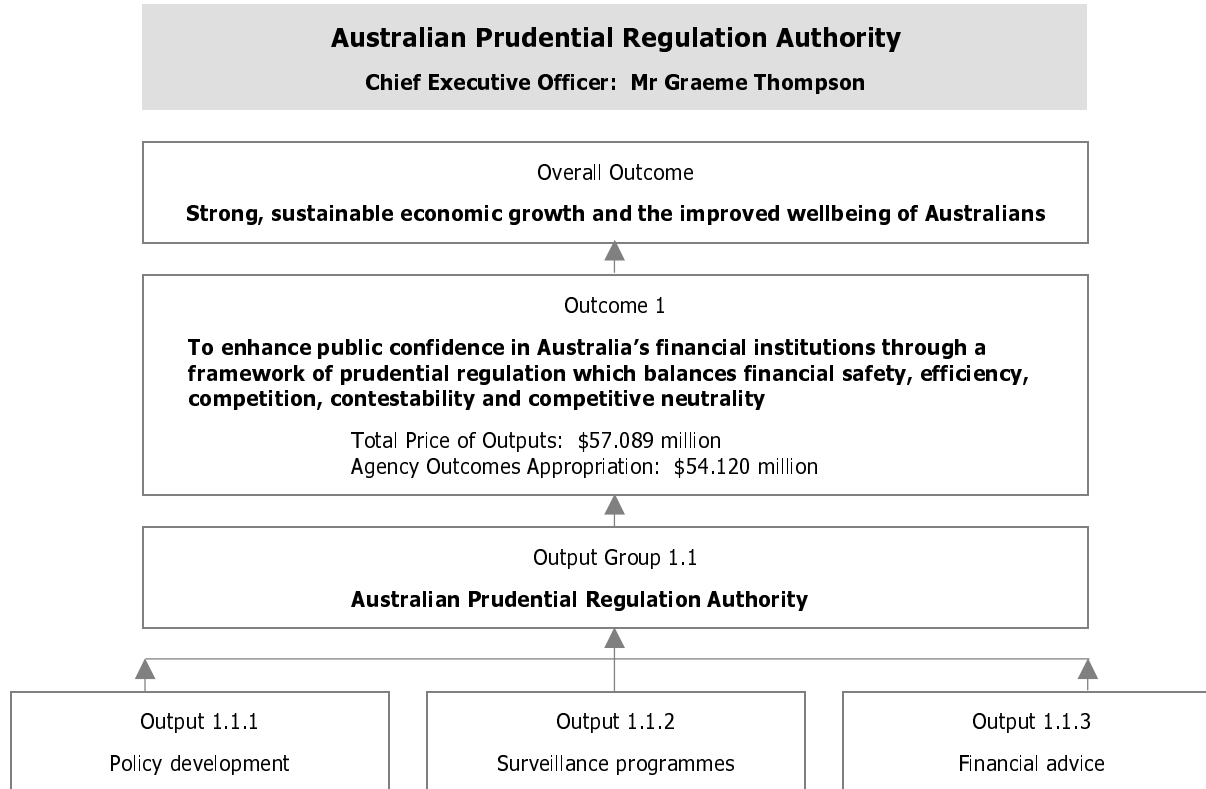 Australian Prudential Regulation Authority
Chief Executive Officer:  Mr Graeme Thompson
Overall Outcome
Strong, sustainable economic growth and the improved wellbeing of Australians
Outcome 1
To enhance public confidence in Australia’s financial institutions through a
framework of prudential regulation which balances financial safety, efficiency,
competition, contestability and competitive neutrality
Total Price of Outputs:  $57.089 million
Agency Outcomes Appropriation:  $54.120 million
Output Group 1.1
Australian Prudential Regulation Authority
Output 1.1.1
Policy development
Output 1.1.2
Surveillance programmes
Output 1.1.3
Financial advice